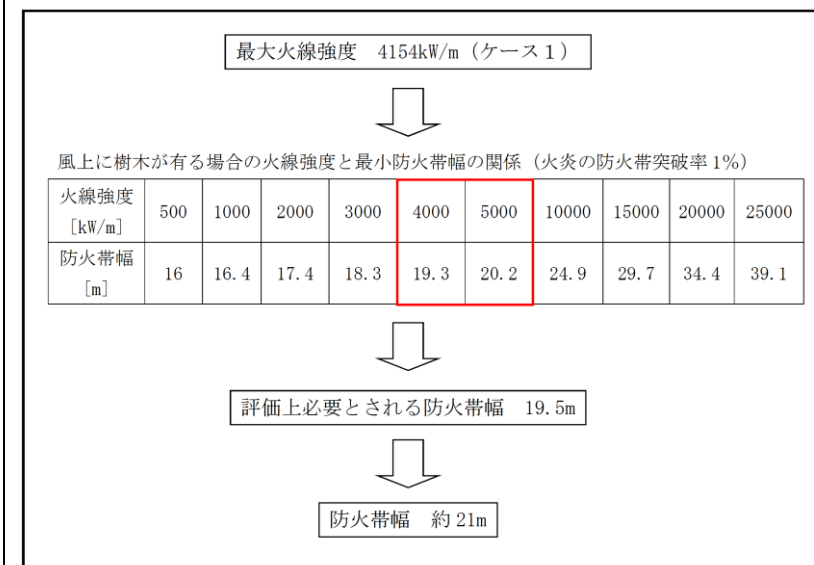 最大火線強度　4154kW/m（ケース１）
風上に樹木が有る場合の火線強度と最小防火帯幅の関係（火炎の防火帯突破率 1%）
火線強度
[kW/m] 500 1000 2000 3000 4000 5000 10000 15000 20000 25000
防火帯幅
[m] 16 16.4 17.4 18.3 19.3 20.2 24.9 29.7 34.4 39.1
評価上必要とされる防火帯幅　19.5m
防火帯幅　約 21m